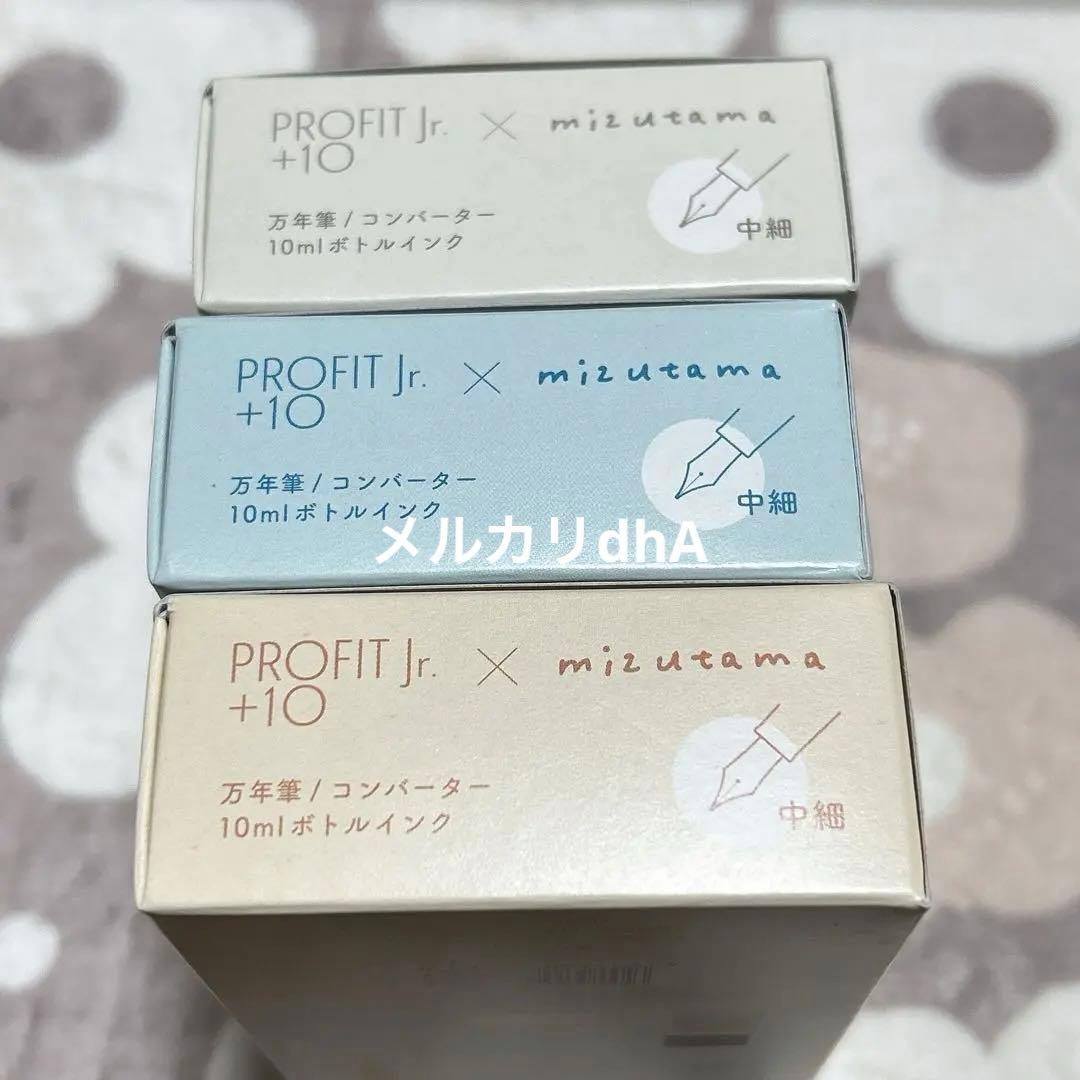 PROFIT Jr. × mizutama
+10
万年筆 / コンバーター
10mlボトルインク
中細
PROFIT Jr. × mizutama
+10
万年筆 / コンバーター
10mlボトルインク
中細
メルカリdhA
PROFIT Jr. × mizutama
+10
万年筆 / コンバーター
10mlボトルインク
中細